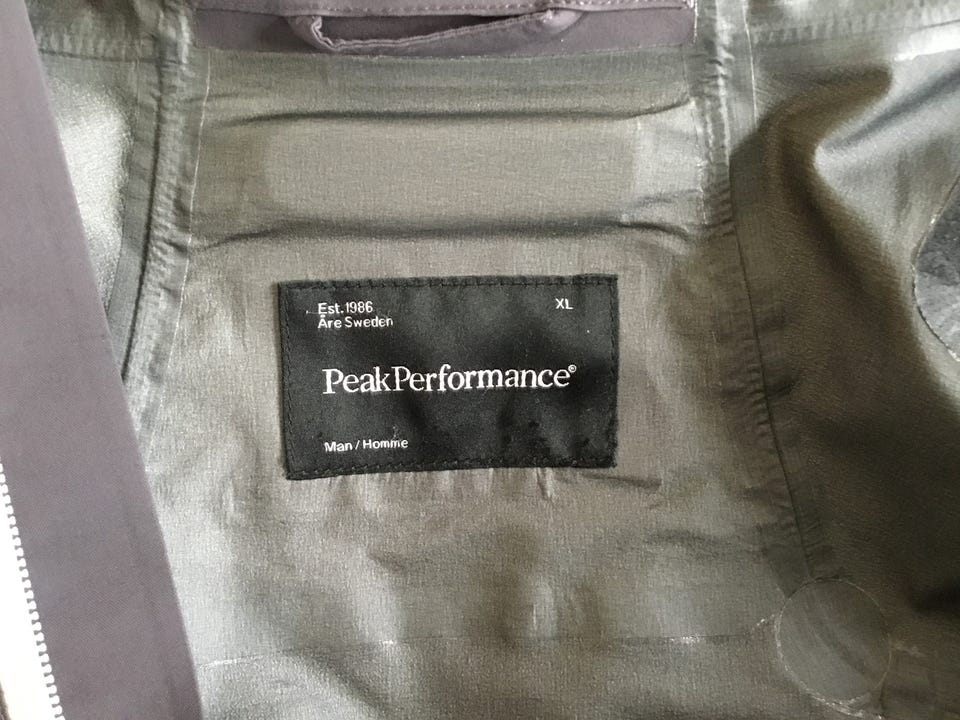 Est.1986
Åre Sweden
XL
PeakPerformance®
Man / Homme